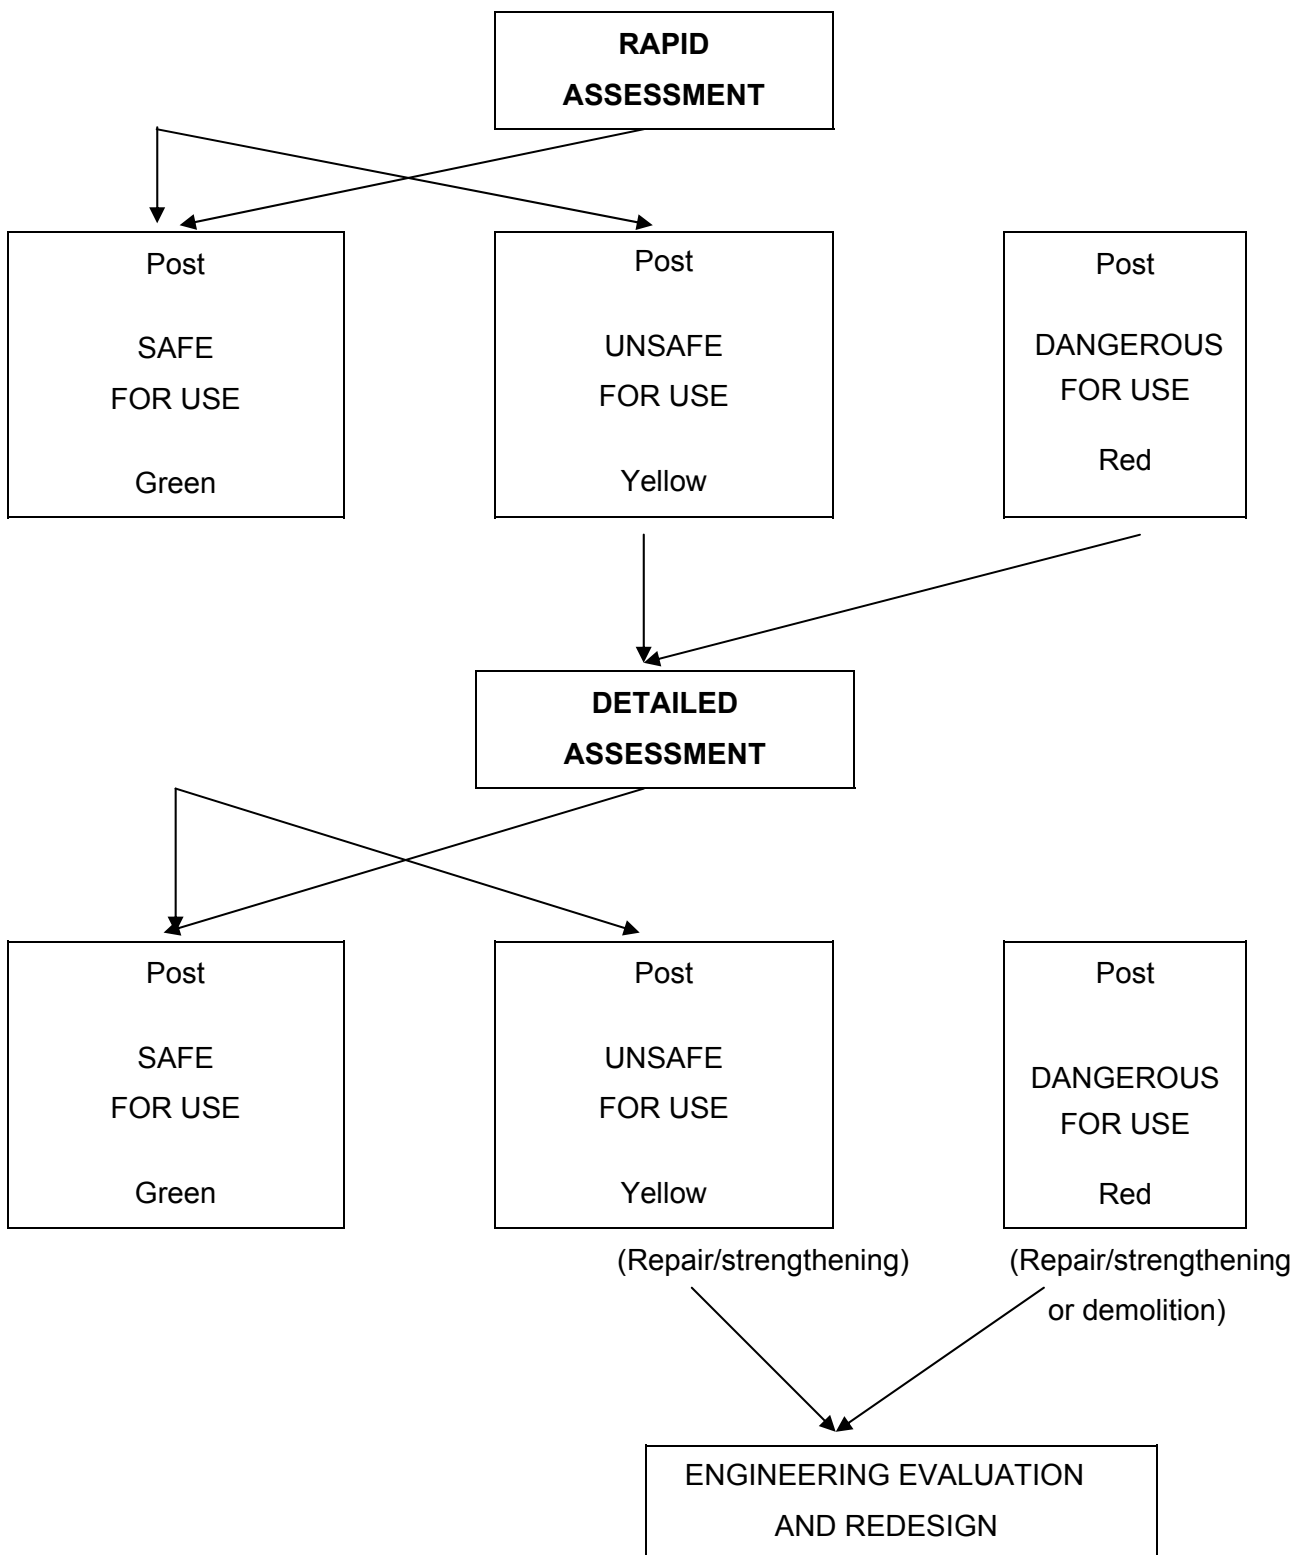 RAPID
ASSESSMENT
Post
SAFE
FOR USE
Green
Post
UNSAFE
FOR USE
Yellow
Post
DANGEROUS
FOR USE
Red
DETAILED
ASSESSMENT
Post
SAFE
FOR USE
Green
Post
UNSAFE
FOR USE
Yellow
(Repair/strengthening)
Post
DANGEROUS
FOR USE
Red
(Repair/strengthening
or demolition)
ENGINEERING EVALUATION
AND REDESIGN